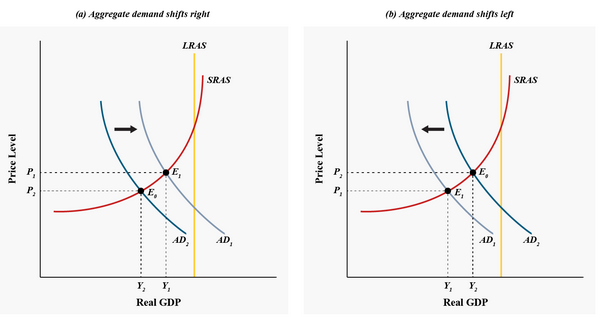 (a) Aggregate demand shifts right
LRAS
SRAS
Price Level
P1
P2
E1
E0
AD2
AD1
Y2
Y1
Real GDP
(b) Aggregate demand shifts left
LRAS
SRAS
Price Level
P2
P1
E0
E1
AD1
AD2
Y1
Y2
Real GDP